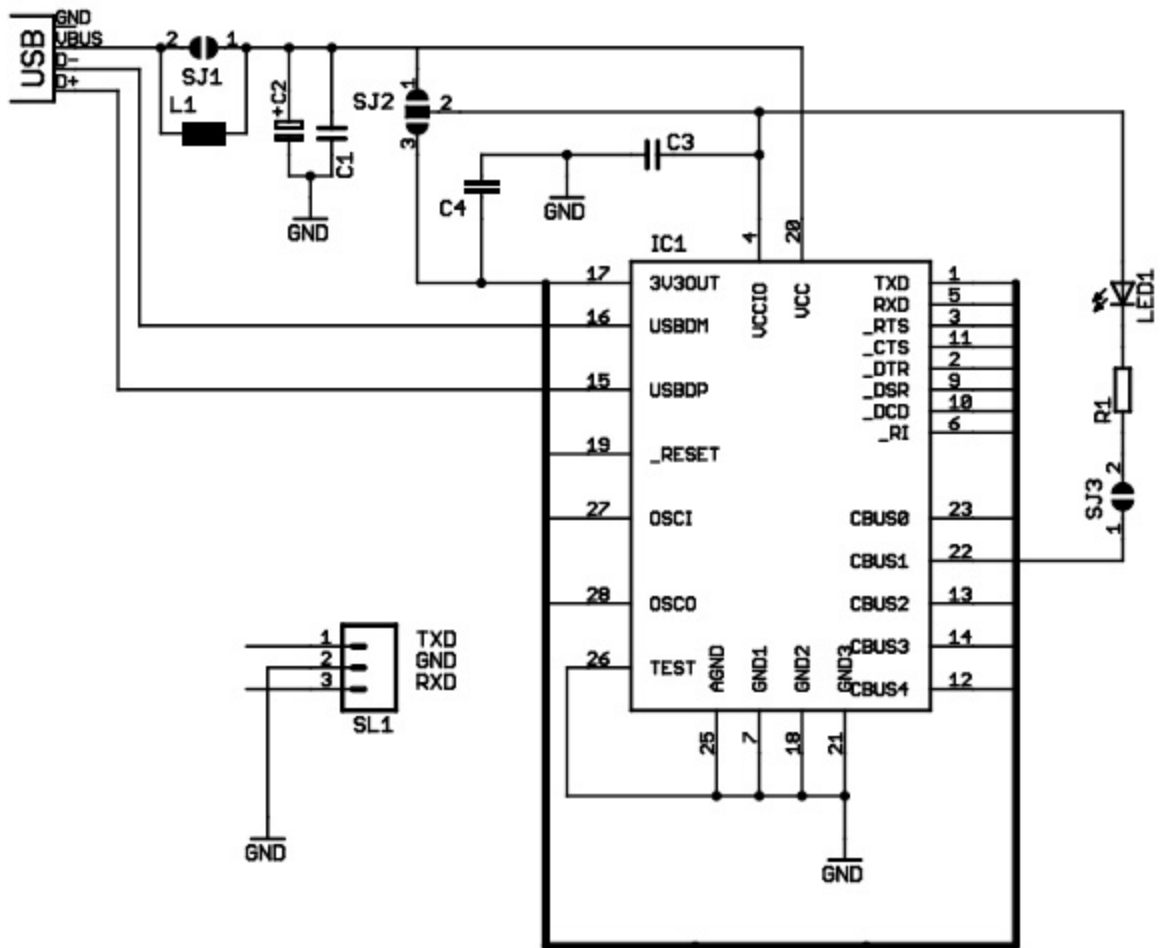 GND
VBUS
D-
D+
USB
2 1
SJ1
L1
+C2
C1
GND
SJ2
1
2
3
C3
C4
GND
IC1
4
20
17 3V3OUT
16 USBDM
15 USBDP
19 _RESET
27 OSCI
28 OSCO
26 TEST
VCCIO
VCC
TXD 1
RXD 5
_RTS 3
_CTS 11
_DTR 2
_DSR 9
_DCD 10
_RI 6
CBUS0 23
CBUS1 22
CBUS2 13
CBUS3 14
CBUS4 12
AGND
GND1
GND2
GND3
25
7
18
21
GND
LED1
R1
2
SJ3
1
1 TXD
2 GND
3 RXD
SL1
GND